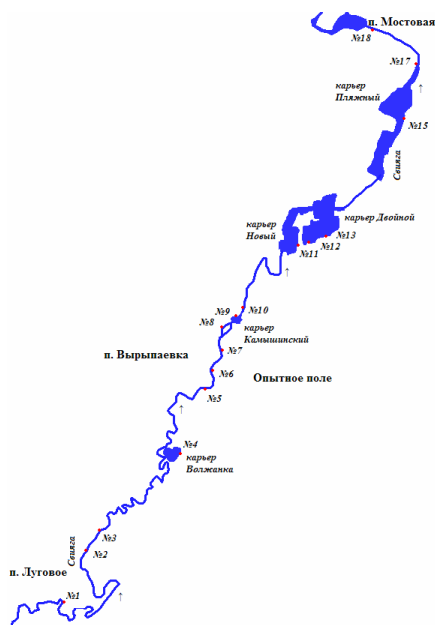 п. Мостовая
№18
№17
карьер
Пляжный
№15
Свияга
карьер Двойной
карьер
Новый
№13
№12
№11
№10
№9
№8
карьер
Камышинский
№7
п. Вырыпаевка
№6
Опытное поле
№5
№4
карьер
Волжанка
№3
Свияга
№2
п. Луговое
№1